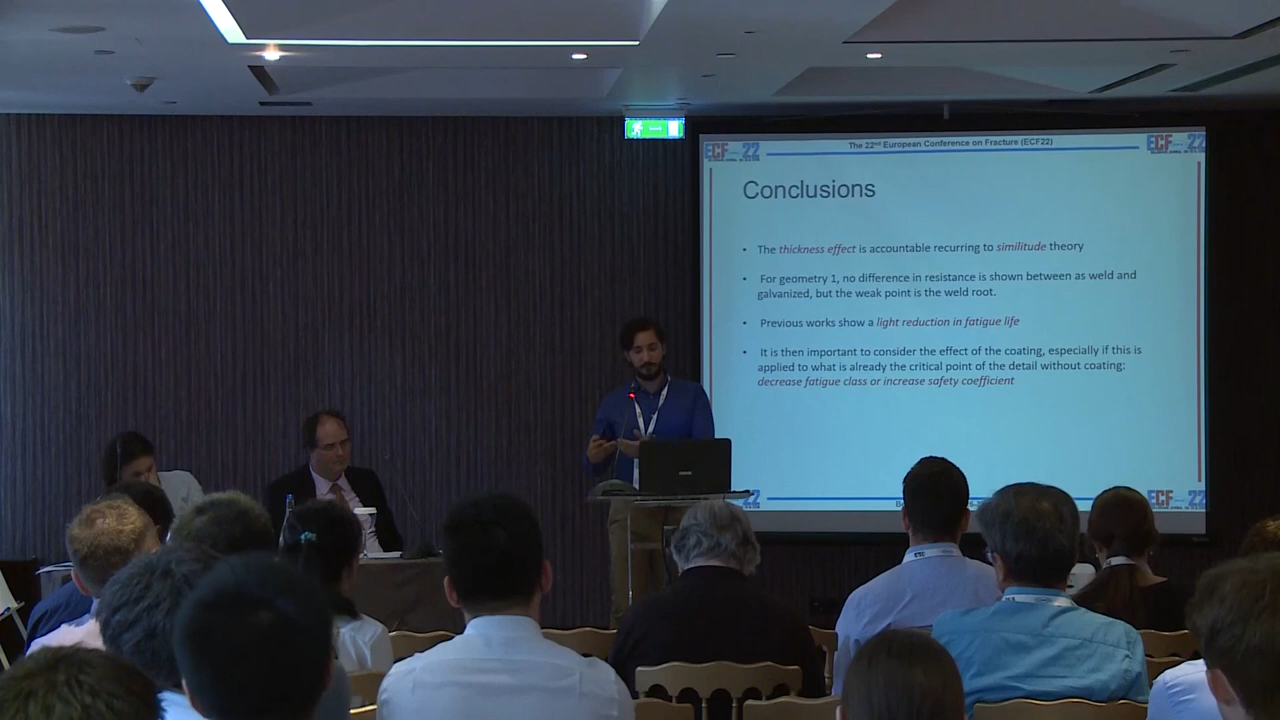 ECF 22
The 22nd European Conference on Fracture (ECF22)
ECF 22
Conclusions
• The thickness effect is accountable recurring to similitude theory
• For geometry 1, no difference in resistance is shown between as weld and
galvanized, but the weak point is the weld root.
• Previous works show a light reduction in fatigue life
• It is then important to consider the effect of the coating, especially if this is
applied to what is already the critical point of the detail without coating:
decrease fatigue class or increase safety coefficient
22
ECF 22